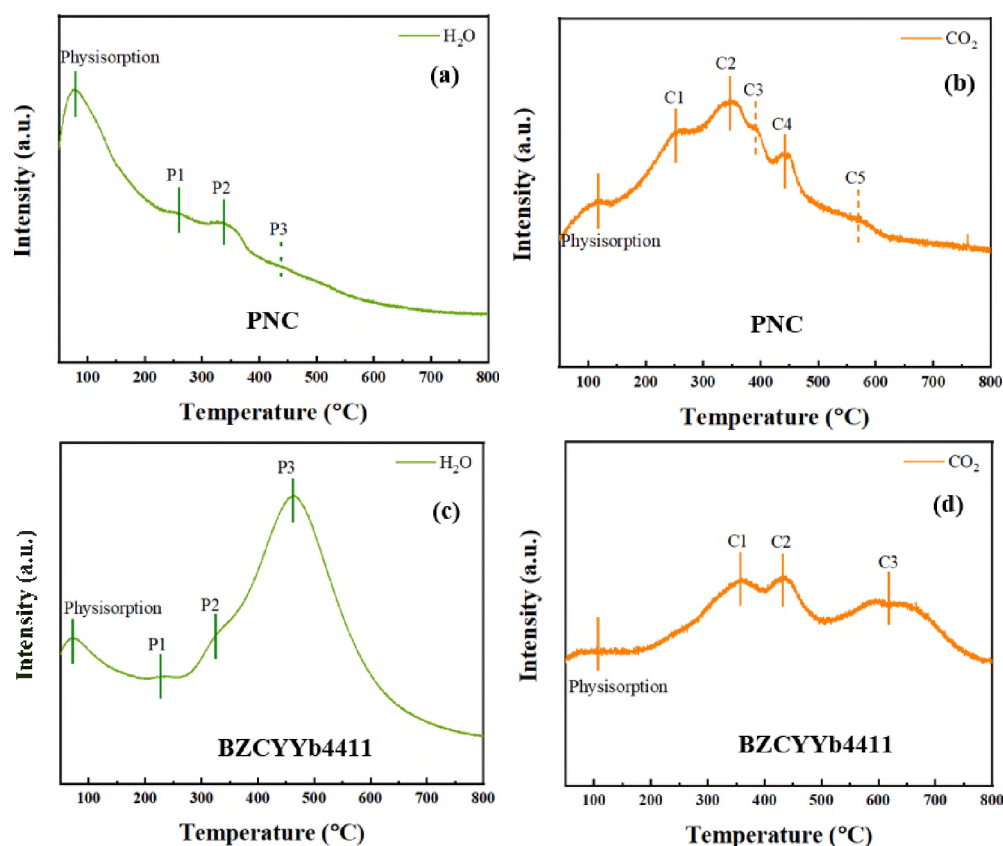 H₂O
Physisorption
(a)
P1
P2
P3
PNC
Intensity (a.u.)
100 200 300 400 500 600 700 800
Temperature (°C)
CO₂
(b)
C1
C2
C3
C4
C5
Physisorption
PNC
Intensity (a.u.)
100 200 300 400 500 600 700 800
Temperature (°C)
H₂O
P3
(c)
P2
Physisorption
P1
BZCYYb4411
Intensity (a.u.)
100 200 300 400 500 600 700 800
Temperature (°C)
CO₂
(d)
C1
C2
C3
Physisorption
BZCYYb4411
Intensity (a.u.)
100 200 300 400 500 600 700 800
Temperature (°C)